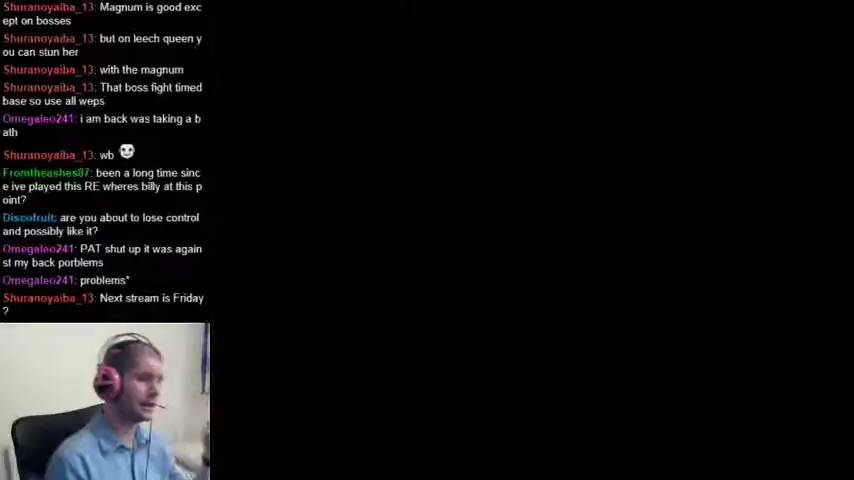 Shuranoyaiba_13: Magnum is good exc
ept on bosses
Shuranoyaiba_13: but on leech queen y
ou can stun her
Shuranoyaiba_13: with the magnum
Shuranoyaiba_13: That boss fight timed
base so use all weps
Omegaleo241: i am back was taking a b
ath
Shuranoyaiba_13: wb
Fromtheashes87: been a long time sinc
e ive played this RE wheres billy at this p
oint?
Discofruit: are you about to lose control
and possibly like it?
Omegaleo241: PAT shut up it was again
st my back porblems
Omegaleo241: problems*
Shuranoyaiba_13: Next stream is Friday
?